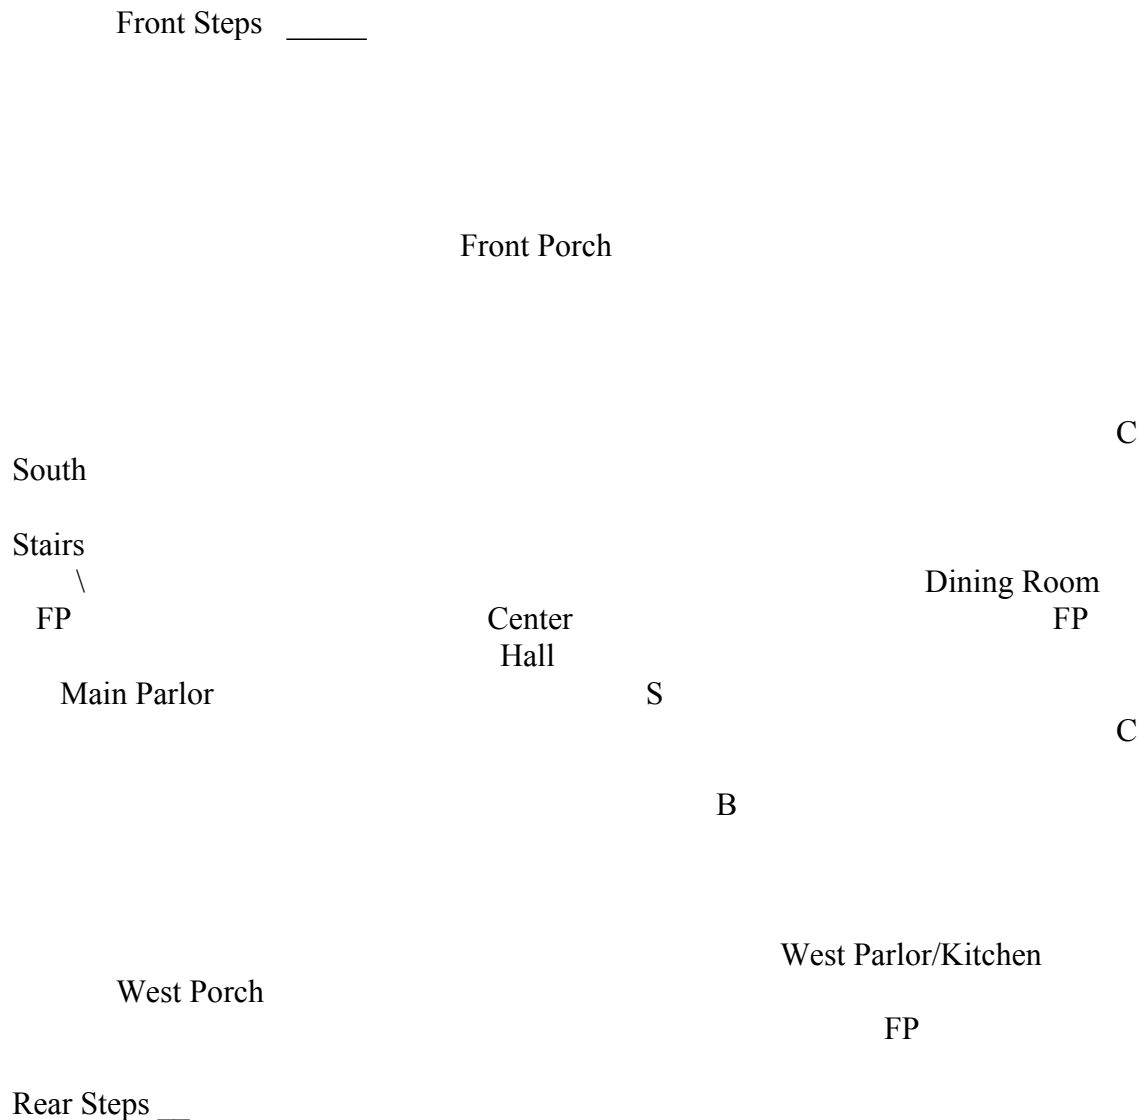 Front Steps _____
Front Porch
C
South
Stairs
\ Dining Room
FP Center FP
Hall
Main Parlor S
C
B
West Parlor/Kitchen
West Porch
FP
Rear Steps __